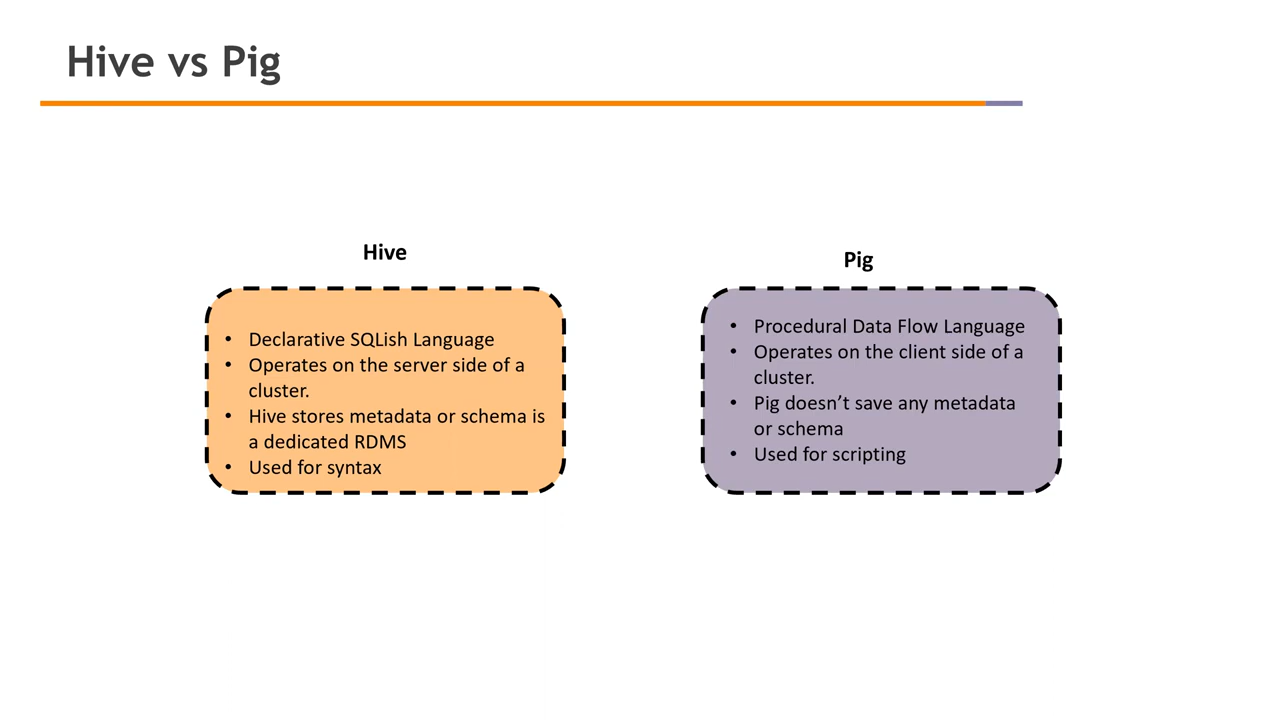 Hive vs Pig
Hive
• Declarative SQLish Language
• Operates on the server side of a
cluster.
• Hive stores metadata or schema is
a dedicated RDMS
• Used for syntax
Pig
• Procedural Data Flow Language
• Operates on the client side of a
cluster.
• Pig doesn’t save any metadata
or schema
• Used for scripting